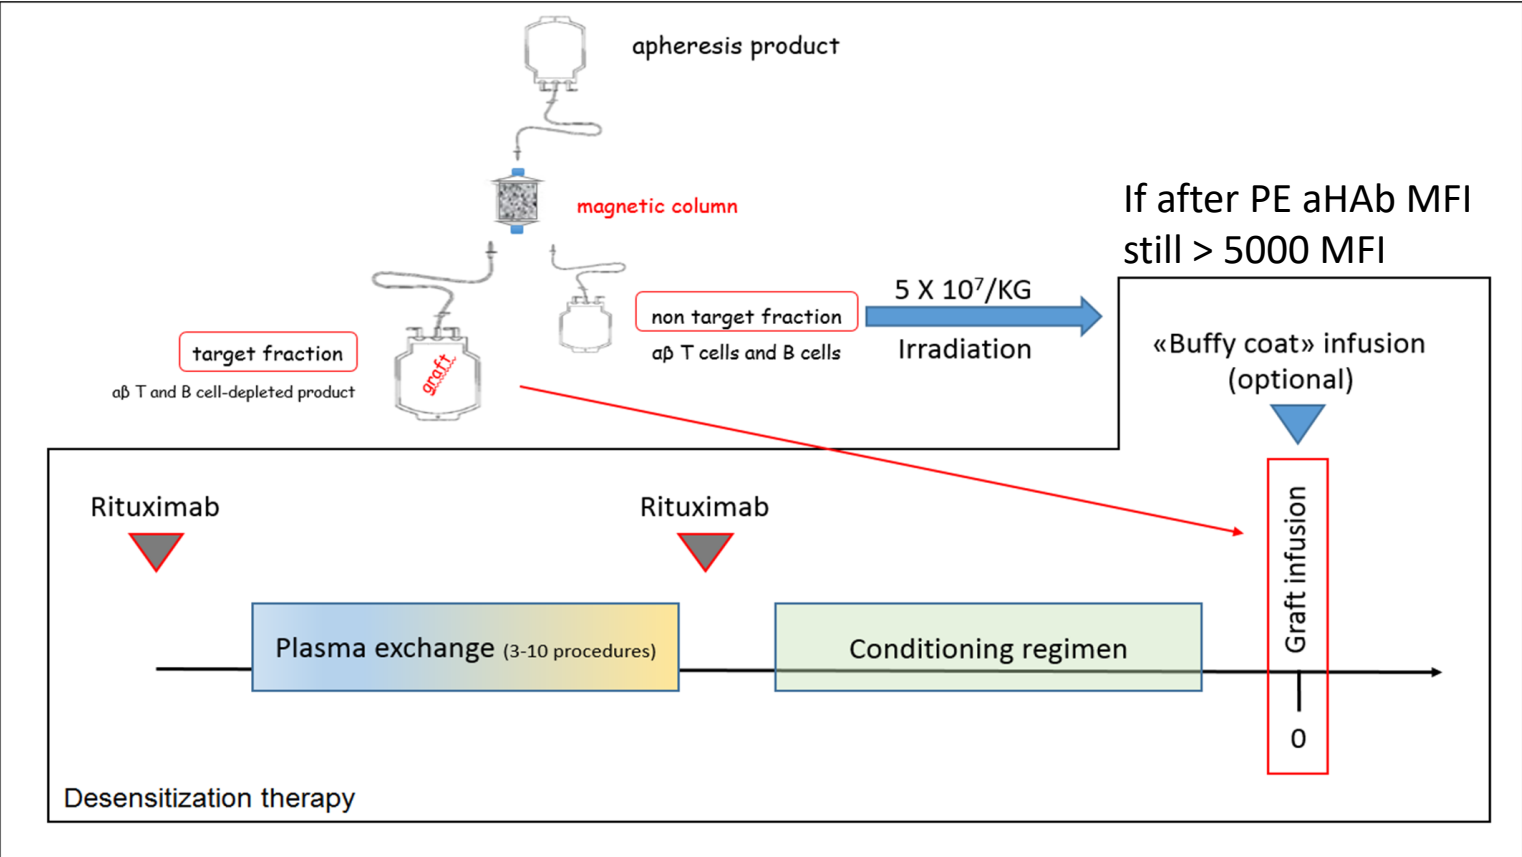 apheresis product
magnetic column
If after PE aHAb MFI
still > 5000 MFI
target fraction
αβ T and B cell-depleted product
graft
non target fraction
αβ T cells and B cells
5 X 10⁷/KG
Irradiation
«Buffy coat» infusion
(optional)
Rituximab
Rituximab
Plasma exchange (3-10 procedures)
Conditioning regimen
Graft infusion
0
Desensitization therapy